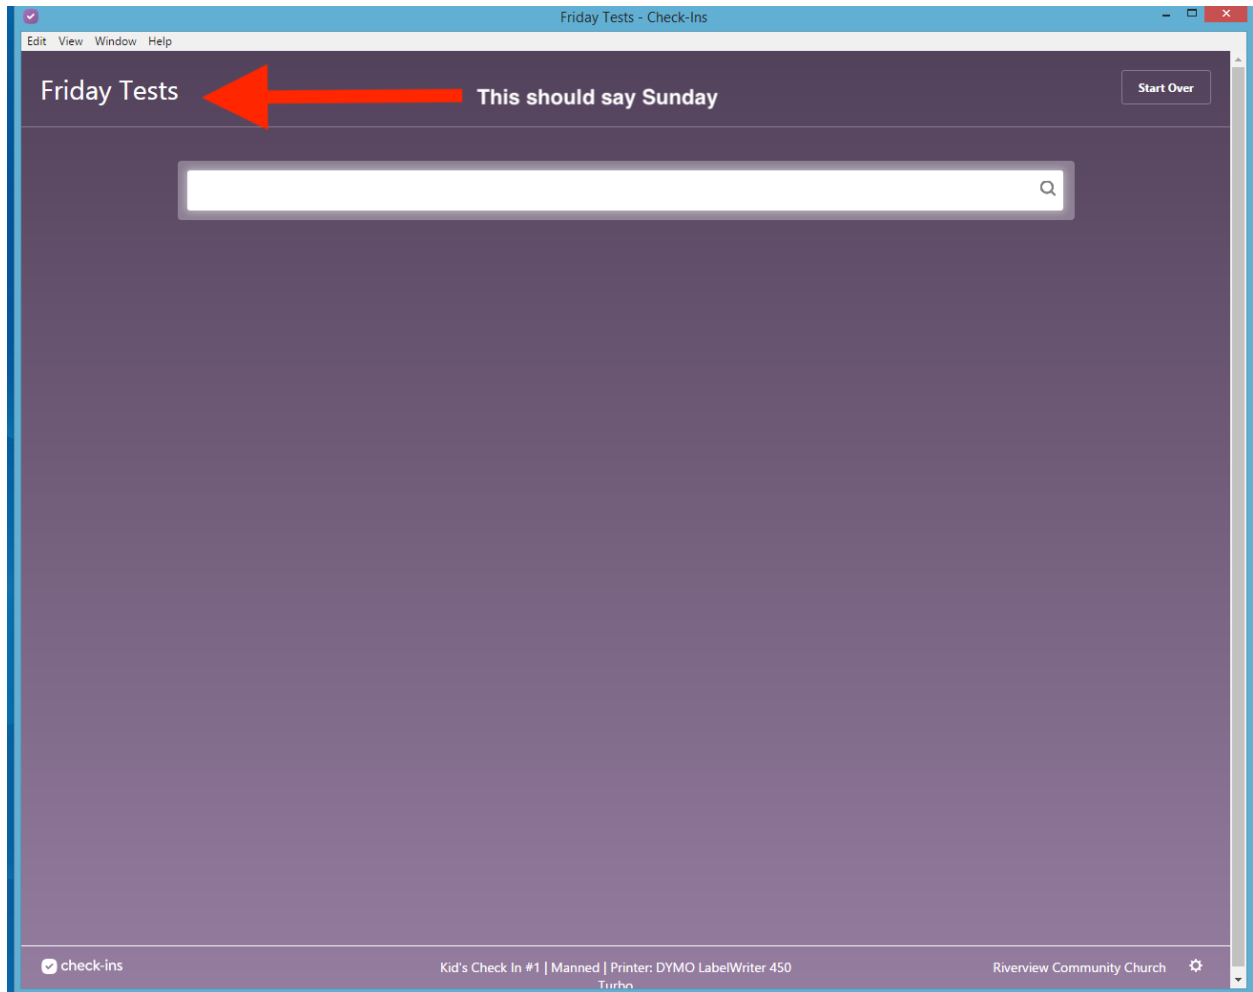 Friday Tests - Check-Ins
Edit View Window Help
Friday Tests
This should say Sunday
Start Over
check-ins
Kid's Check In #1 | Manned | Printer: DYMO LabelWriter 450
Turbo
Riverview Community Church